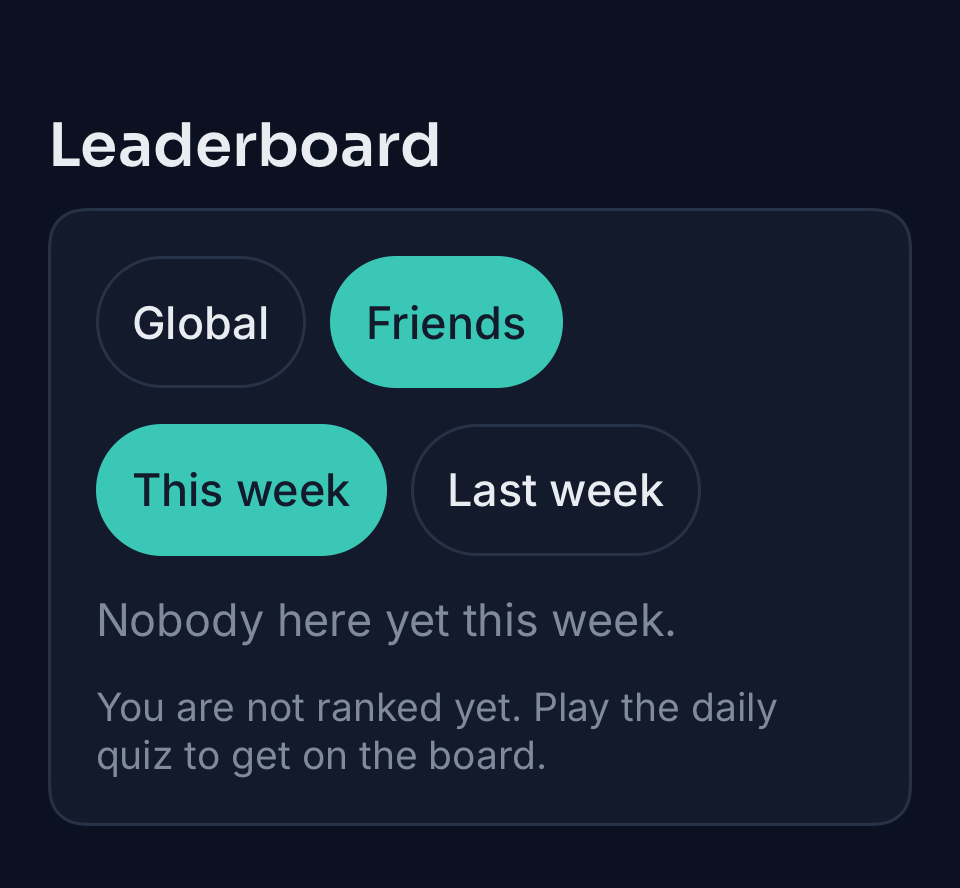 Leaderboard
Global Friends
This week Last week
Nobody here yet this week.
You are not ranked yet. Play the daily
quiz to get on the board.